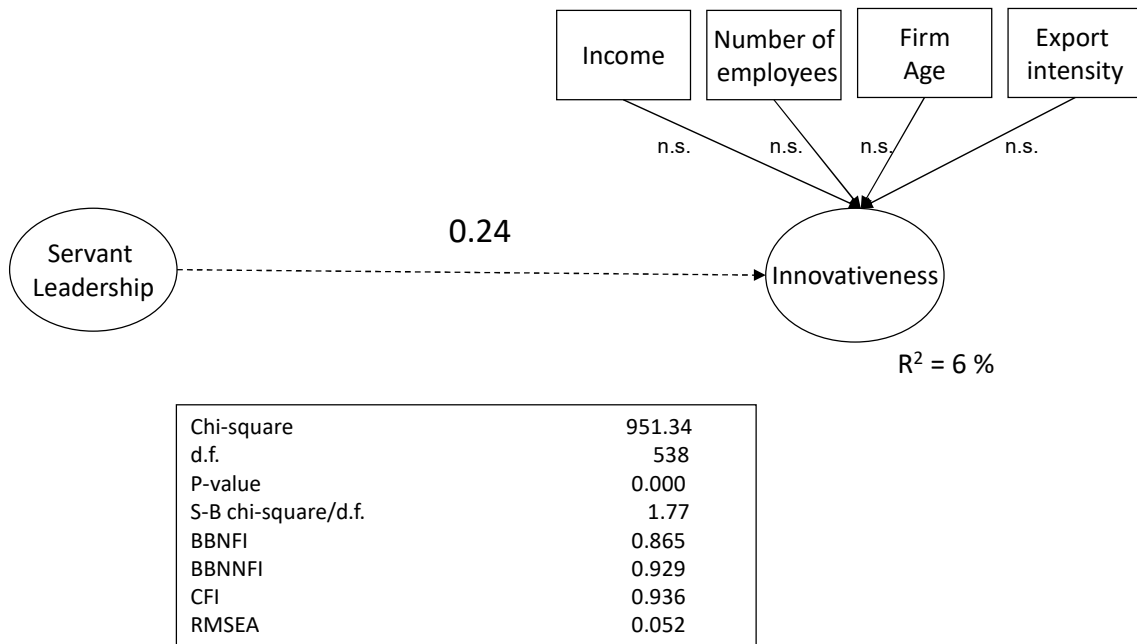 Income
Number of
employees
Firm
Age
Export
intensity
n.s.
n.s.
n.s.
n.s.
0.24
Servant
Leadership
Innovativeness
R² = 6 %
Chi-square 951.34
d.f. 538
P-value 0.000
S-B chi-square/d.f. 1.77
BBNFI 0.865
BBNNFI 0.929
CFI 0.936
RMSEA 0.052